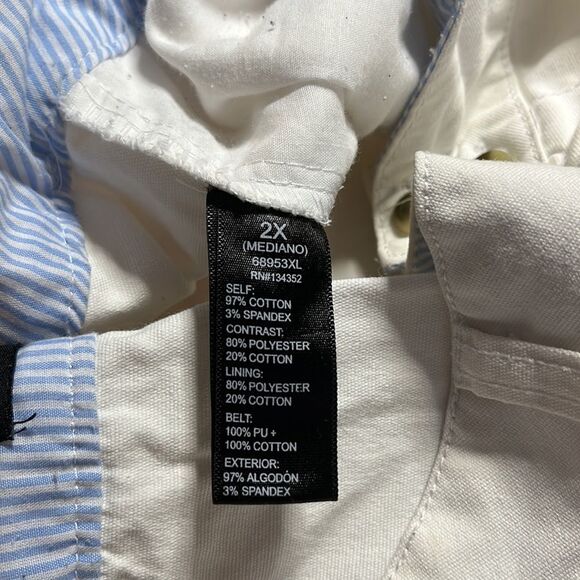 2X
(MEDIANO)
68953XL
RN#134352
SELF:
97% COTTON
3% SPANDEX
CONTRAST:
80% POLYESTER
20% COTTON
LINING:
80% POLYESTER
20% COTTON
BELT:
100% PU +
100% COTTON
EXTERIOR:
97% ALGODÓN
3% SPANDEX